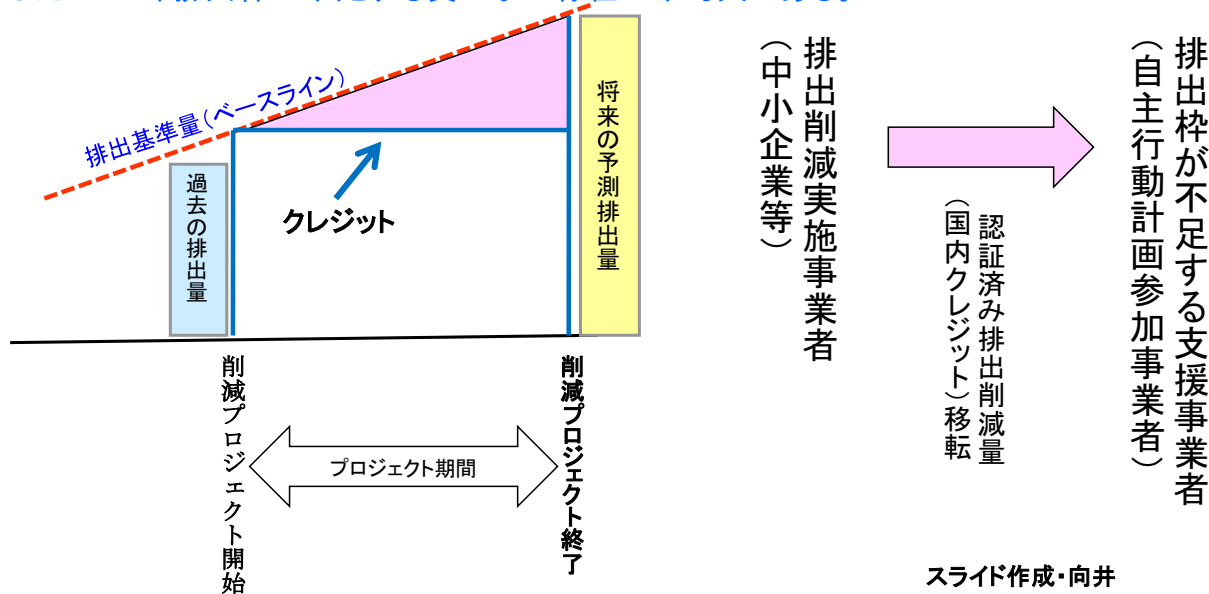 排出基準量(ベースライン)
過去の排出量
クレジット
将来の予測排出量
削減プロジェクト開始
プロジェクト期間
削減プロジェクト終了
排出削減実施事業者
(中小企業等)
認証済み排出削減量
(国内クレジット)移転
排出枠が不足する支援事業者
(自主行動計画参加事業者)
スライド作成・向井